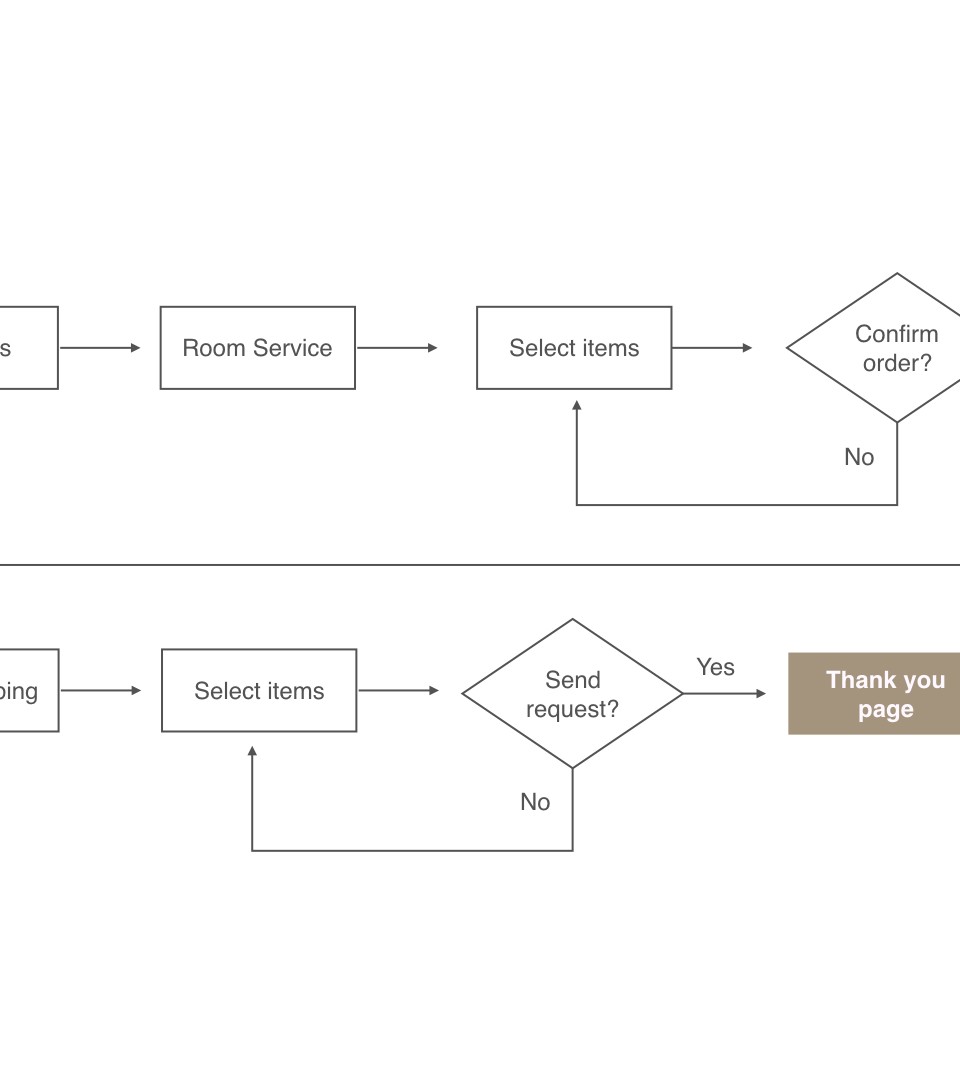 s
Room Service
Select items
Confirm
order?
No
ping
Select items
Send
request?
Yes
Thank you
page
No